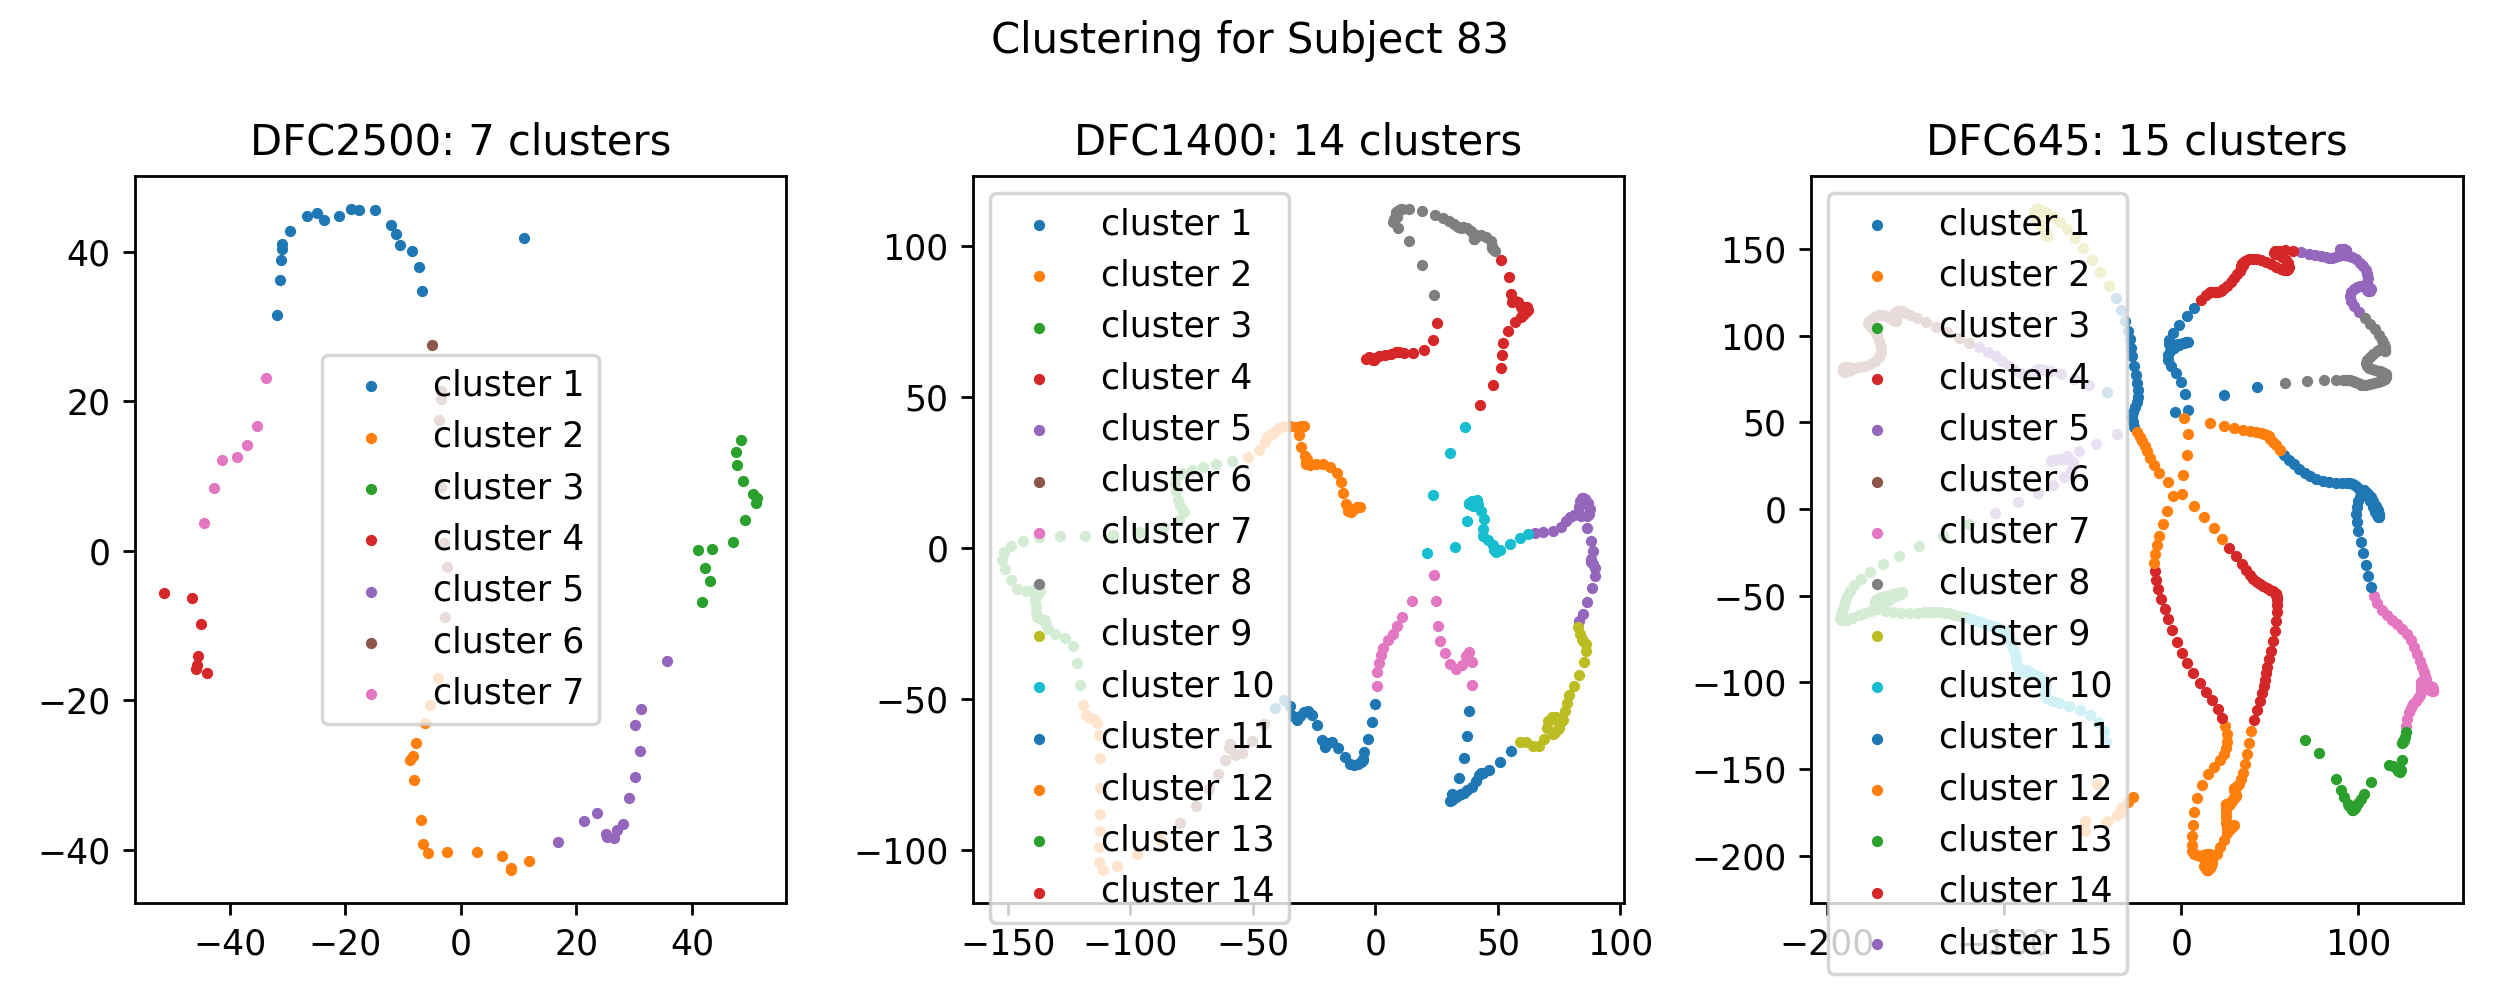 Clustering for Subject 83
DFC2500: 7 clusters
40
20
0
−20
−40
−40
−20
0
20
40
cluster 1
cluster 2
cluster 3
cluster 4
cluster 5
cluster 6
cluster 7
DFC1400: 14 clusters
100
50
0
−50
−100
−150
−100
−50
0
50
100
cluster 1
cluster 2
cluster 3
cluster 4
cluster 5
cluster 6
cluster 7
cluster 8
cluster 9
cluster 10
cluster 11
cluster 12
cluster 13
cluster 14
DFC645: 15 clusters
150
100
50
0
−50
−100
−150
−200
−200
−100
0
100
cluster 1
cluster 2
cluster 3
cluster 4
cluster 5
cluster 6
cluster 7
cluster 8
cluster 9
cluster 10
cluster 11
cluster 12
cluster 13
cluster 14
cluster 15